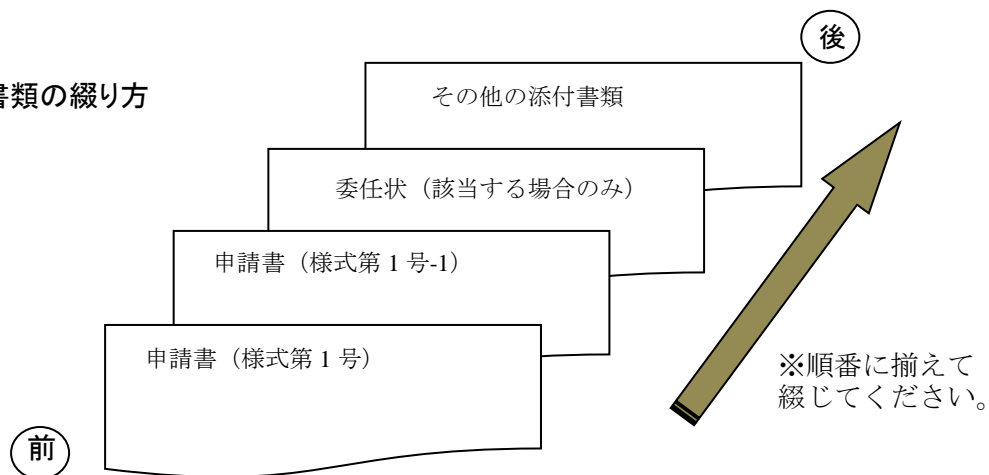 後
書類の綴り方
その他の添付書類
委任状（該当する場合のみ）
申請書（様式第 1 号-1）
申請書（様式第 1 号）
※順番に揃えて
綴じてください。
前